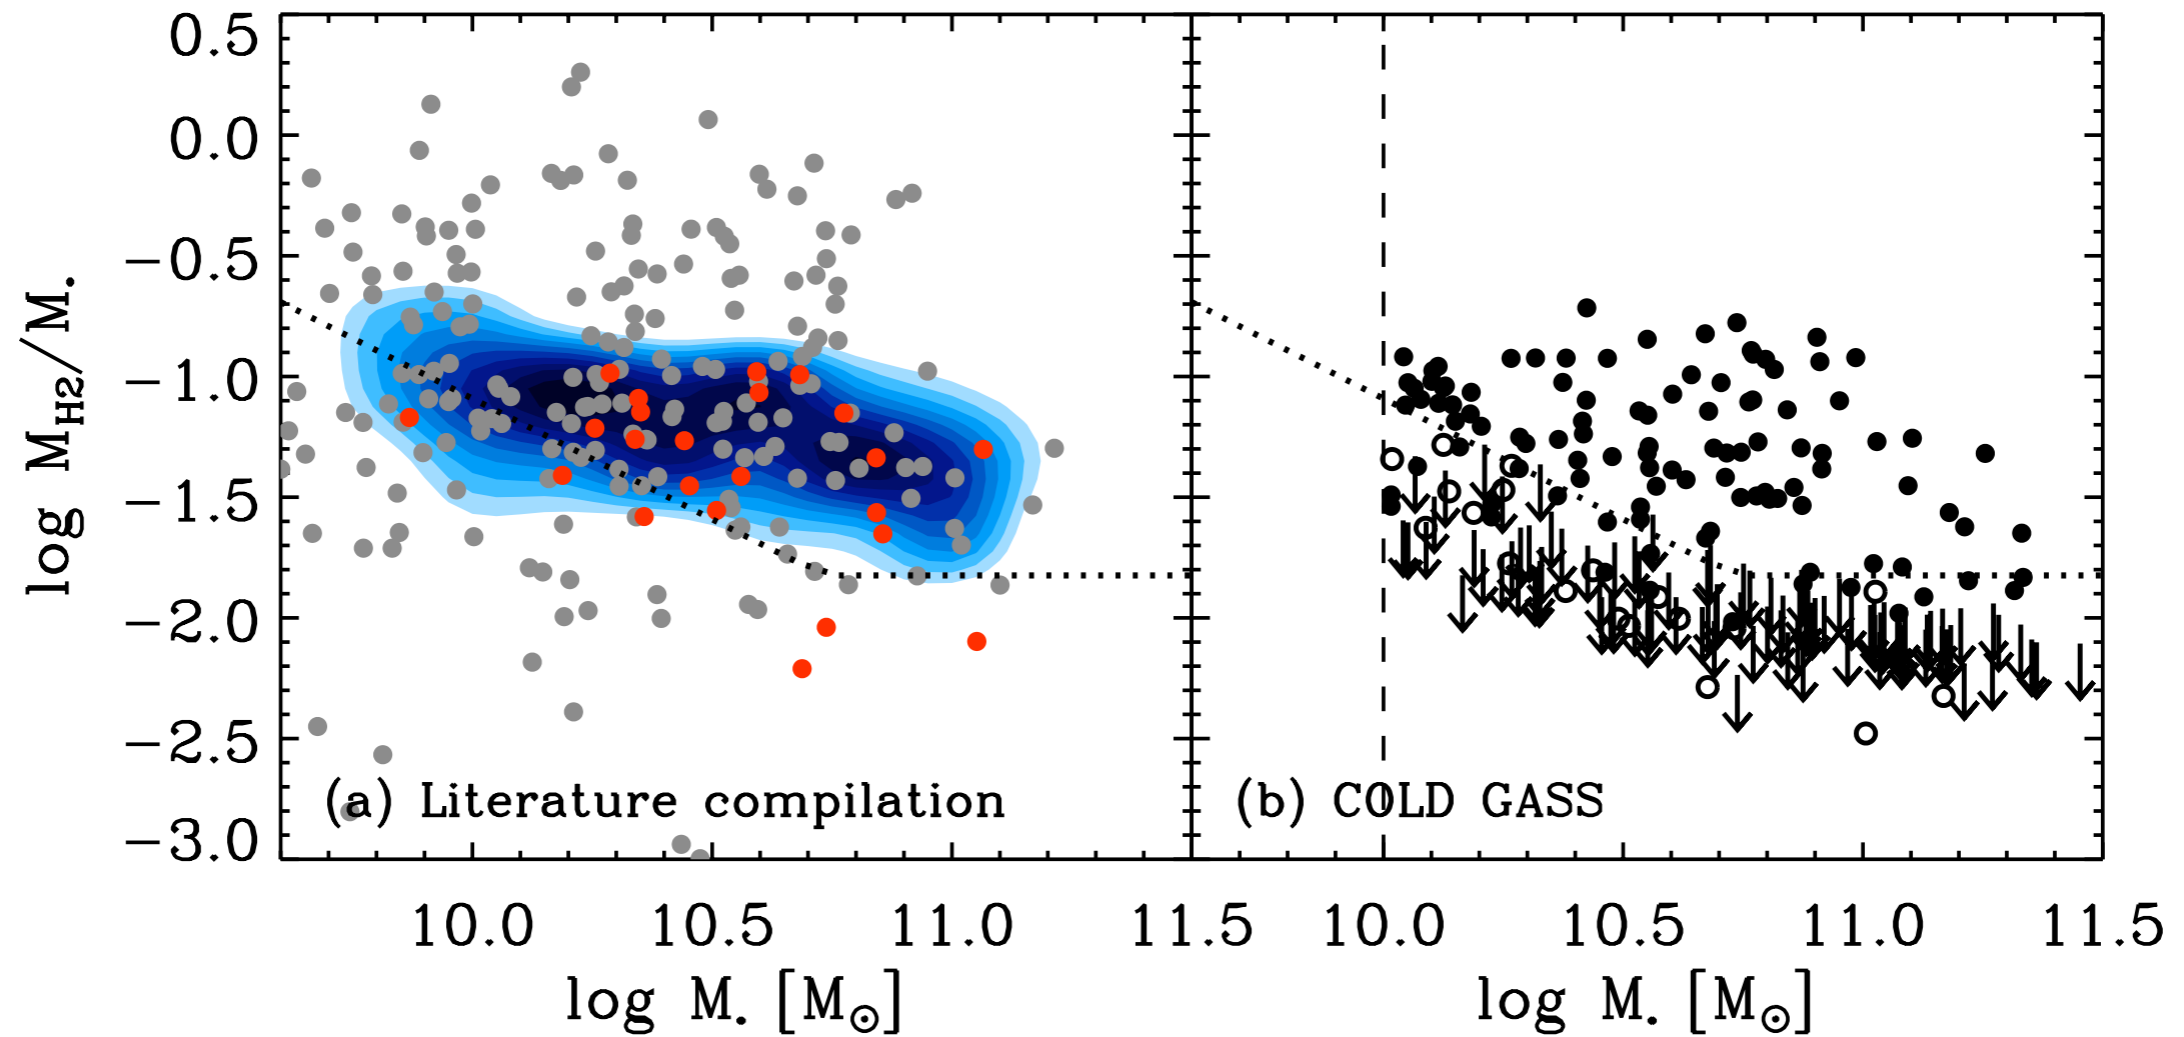 0.5
0.0
−0.5
−1.0
−1.5
−2.0
−2.5
−3.0
log M_H2/M*
(a) Literature compilation
(b) COLD GASS
10.0 10.5 11.0 11.5 10.0 10.5 11.0 11.5
log M* [M⊙] log M* [M⊙]